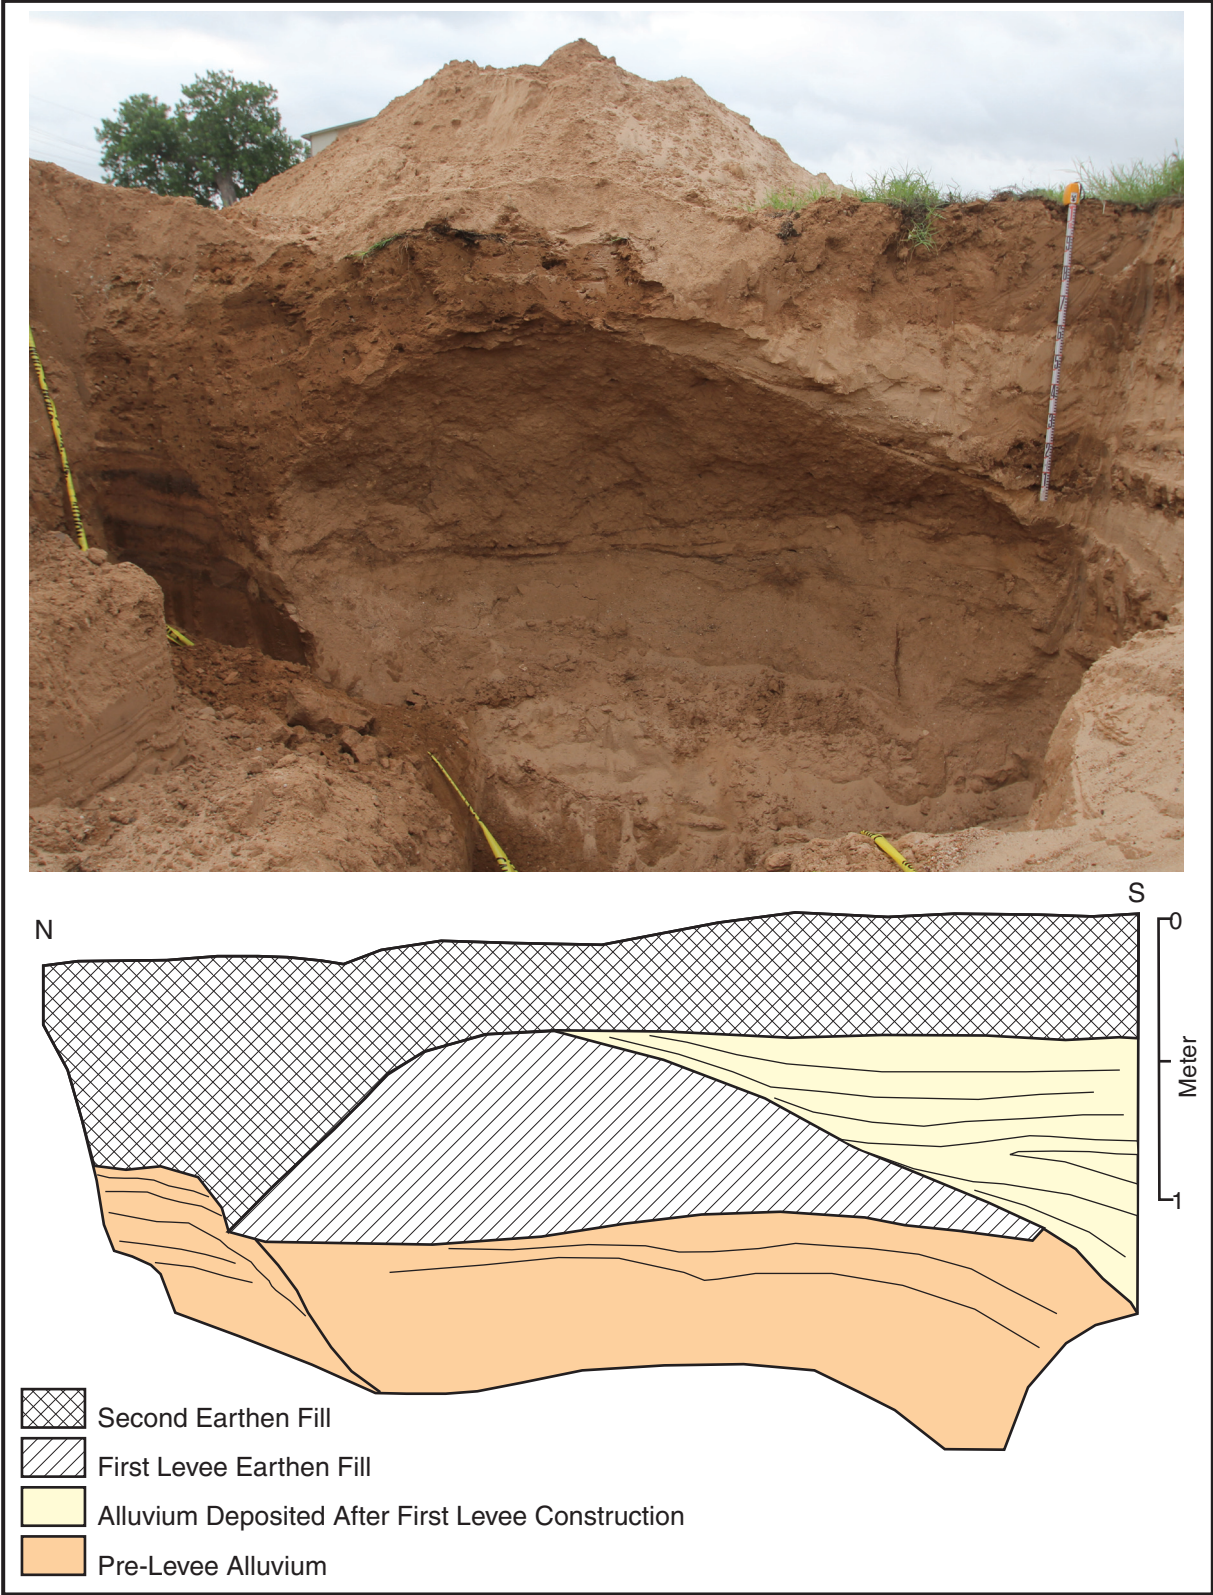 S
N
0
Meter
1
Second Earthen Fill
First Levee Earthen Fill
Alluvium Deposited After First Levee Construction
Pre-Levee Alluvium